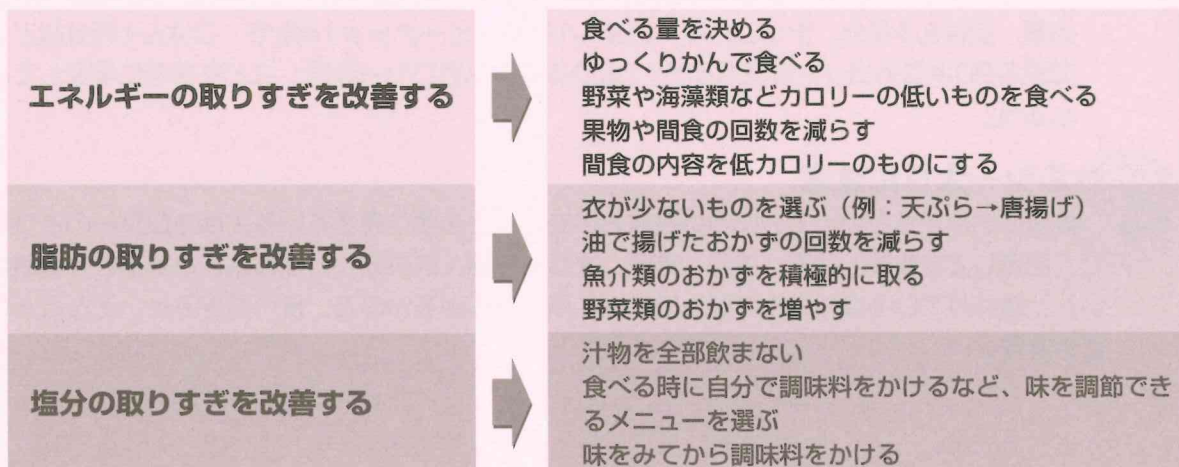 エネルギーの取りすぎを改善する
食べる量を決める
ゆっくりかんで食べる
野菜や海藻類などカロリーの低いものを食べる
果物や間食の回数を減らす
間食の内容を低カロリーのものにする
脂肪の取りすぎを改善する
衣が少ないものを選ぶ（例：天ぷら→唐揚げ）
油で揚げたおかずの回数を減らす
魚介類のおかずを積極的に取る
野菜類のおかずを増やす
塩分の取りすぎを改善する
汁物を全部飲まない
食べる時に自分で調味料をかけるなど、味を調節でき
るメニューを選ぶ
味をみてから調味料をかける